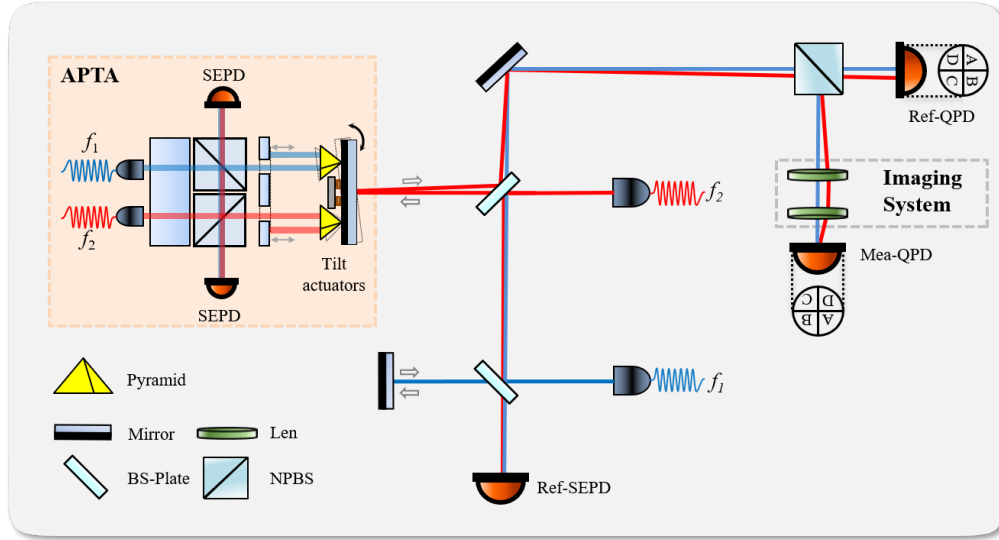 APTA
SEPD
f1
f2
SEPD
Tilt
actuators
f2
A
B
C
D
Ref-QPD
Imaging
System
Mea-QPD
A
B
C
D
f1
Ref-SEPD
Pyramid
Mirror
Len
BS-Plate
NPBS